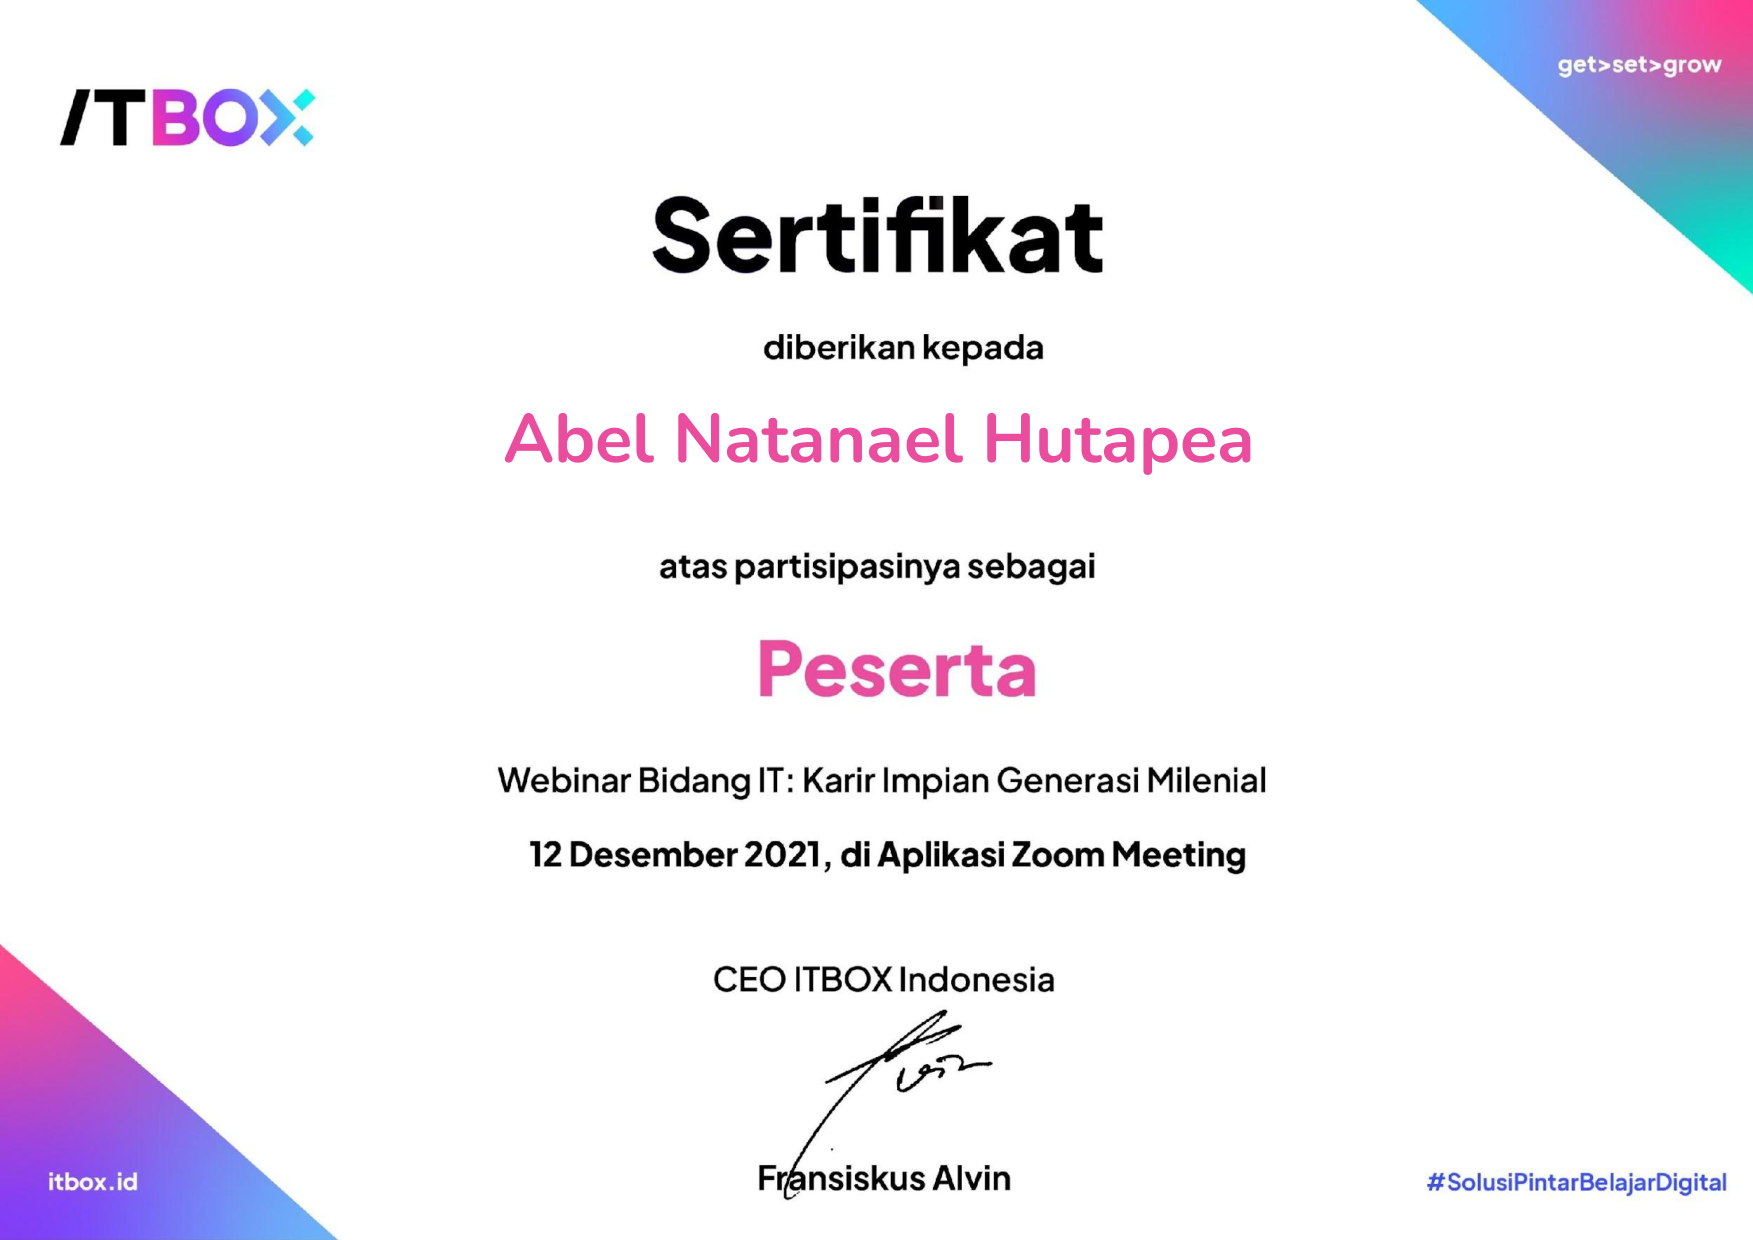 get>set>grow
ITBOX
Sertifikat
diberikan kepada
Abel Natanael Hutapea
atas partisipasinya sebagai
Peserta
Webinar Bidang IT: Karir Impian Generasi Milenial
12 Desember 2021, di Aplikasi Zoom Meeting
CEO ITBOX Indonesia
Fransiskus Alvin
itbox.id
#SolusiPintarBelajarDigital